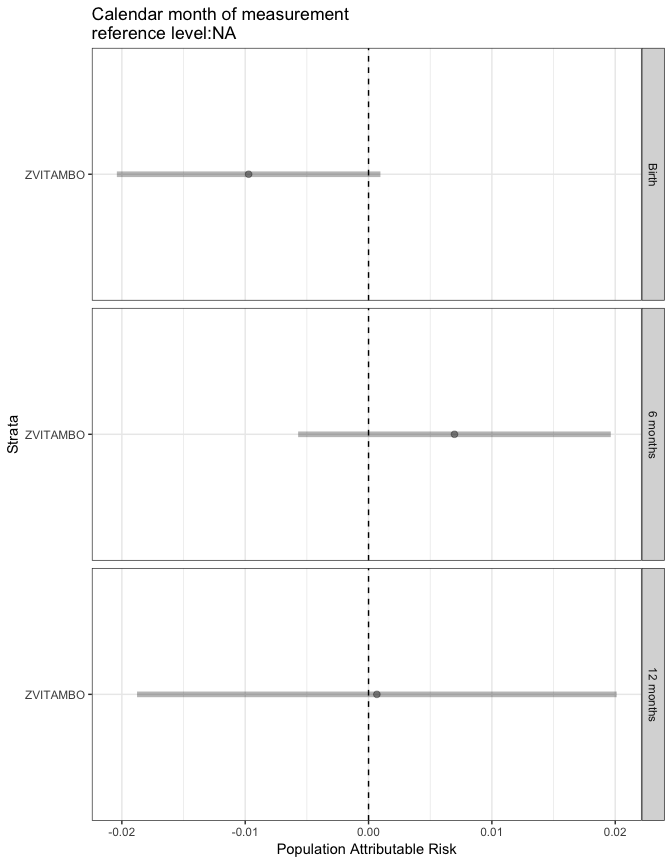 Calendar month of measurement
reference level:NA
ZVITAMBO
Birth
Strata
ZVITAMBO
6 months
ZVITAMBO
12 months
-0.02
-0.01
0.00
0.01
0.02
Population Attributable Risk